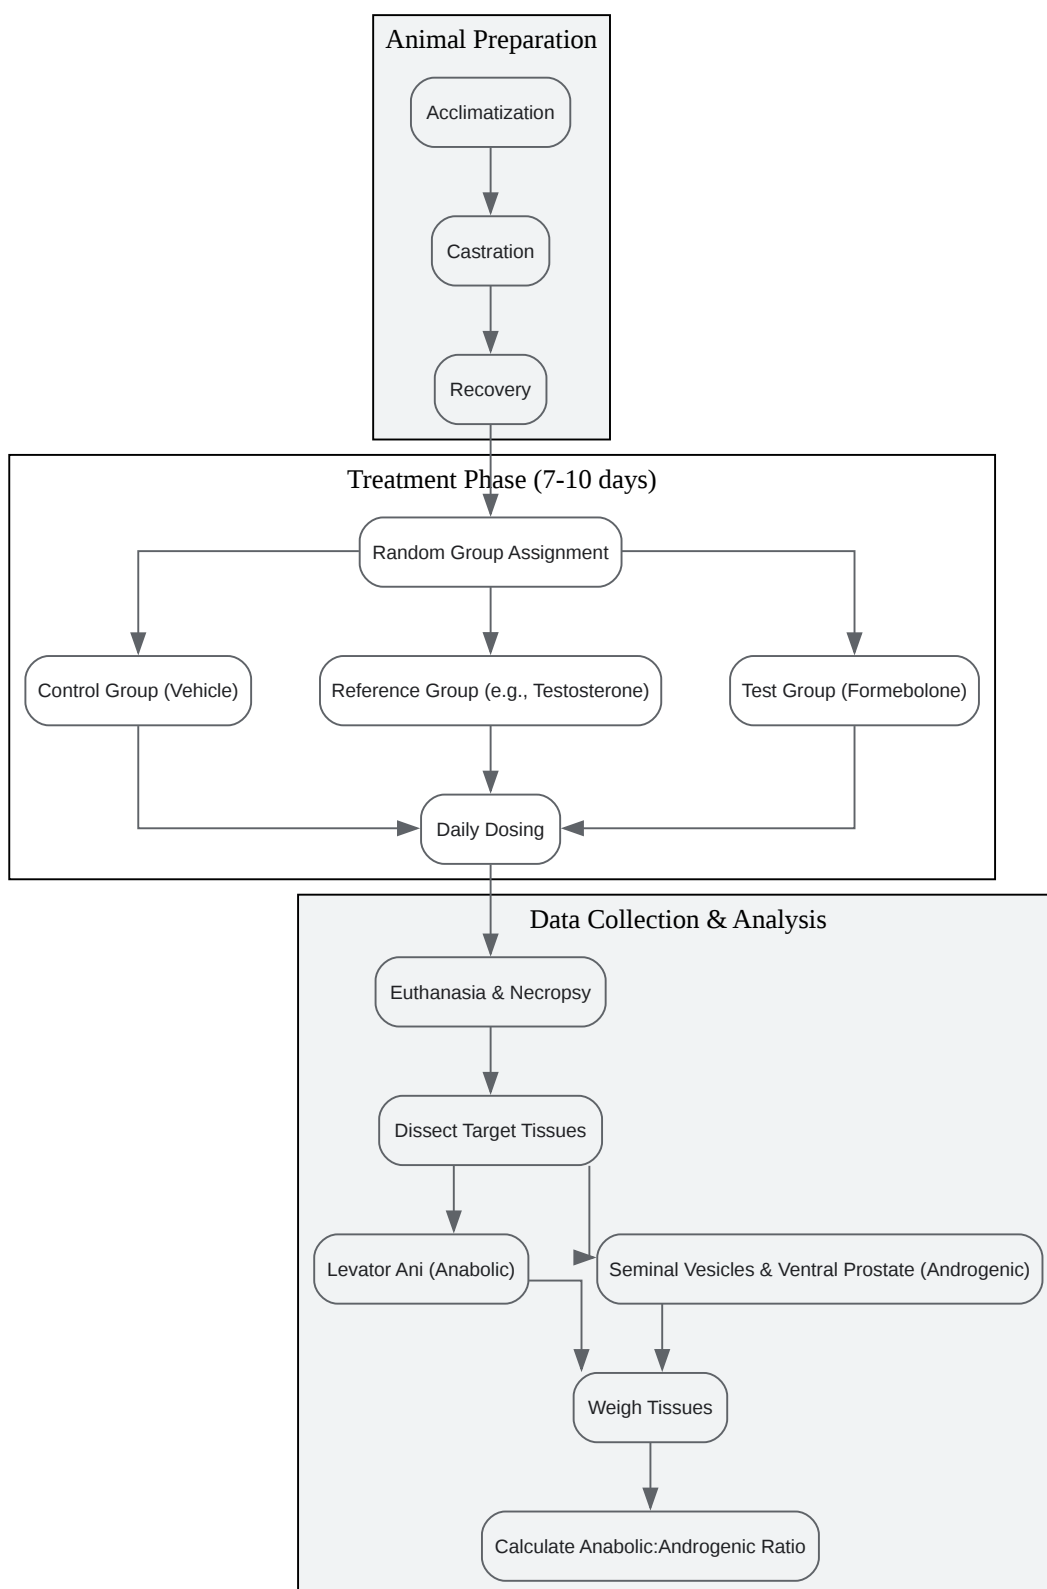 Animal Preparation
Acclimatization
Castration
Recovery
Treatment Phase (7-10 days)
Random Group Assignment
Control Group (Vehicle)
Reference Group (e.g., Testosterone)
Test Group (Formebolone)
Daily Dosing
Data Collection & Analysis
Euthanasia & Necropsy
Dissect Target Tissues
Levator Ani (Anabolic)
Seminal Vesicles & Ventral Prostate (Androgenic)
Weigh Tissues
Calculate Anabolic:Androgenic Ratio